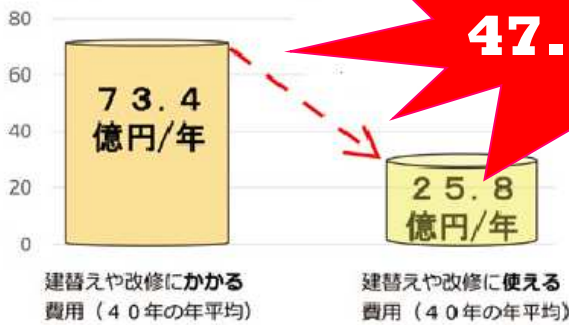 80
47.
60
７３.４
億円/年
40
20
２５.８
億円/年
0
建替えや改修にかかる
費用（４０年の年平均）
建替えや改修に使える
費用（４０年の年平均）